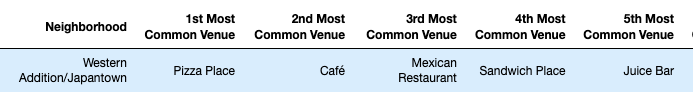 Neighborhood
1st Most
Common Venue
2nd Most
Common Venue
3rd Most
Common Venue
4th Most
Common Venue
5th Most
Common Venue
Western
Addition/Japantown
Pizza Place
Café
Mexican
Restaurant
Sandwich Place
Juice Bar